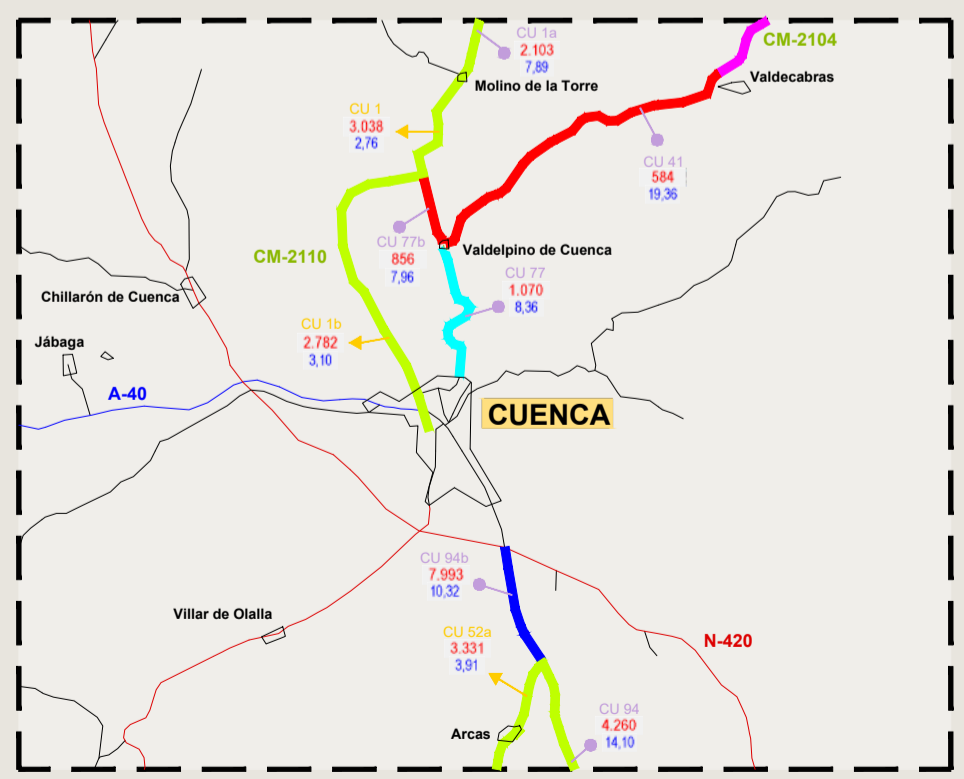 CU 1a
2.103
7,89
CM-2104
Molino de la Torre
Valdecabras
CU 1
3.038
2,76
CU 41
584
19,36
CM-2110
CU 77b
856
7,96
Valdelpino de Cuenca
CU 77
1.070
8,36
Chillarón de Cuenca
CU 1b
2.782
3,10
Jábaga
A-40
CUENCA
CU 94b
7.993
10,32
Villar de Olalla
CU 52a
3.331
3,91
N-420
Arcas
CU 94
4.260
14,10